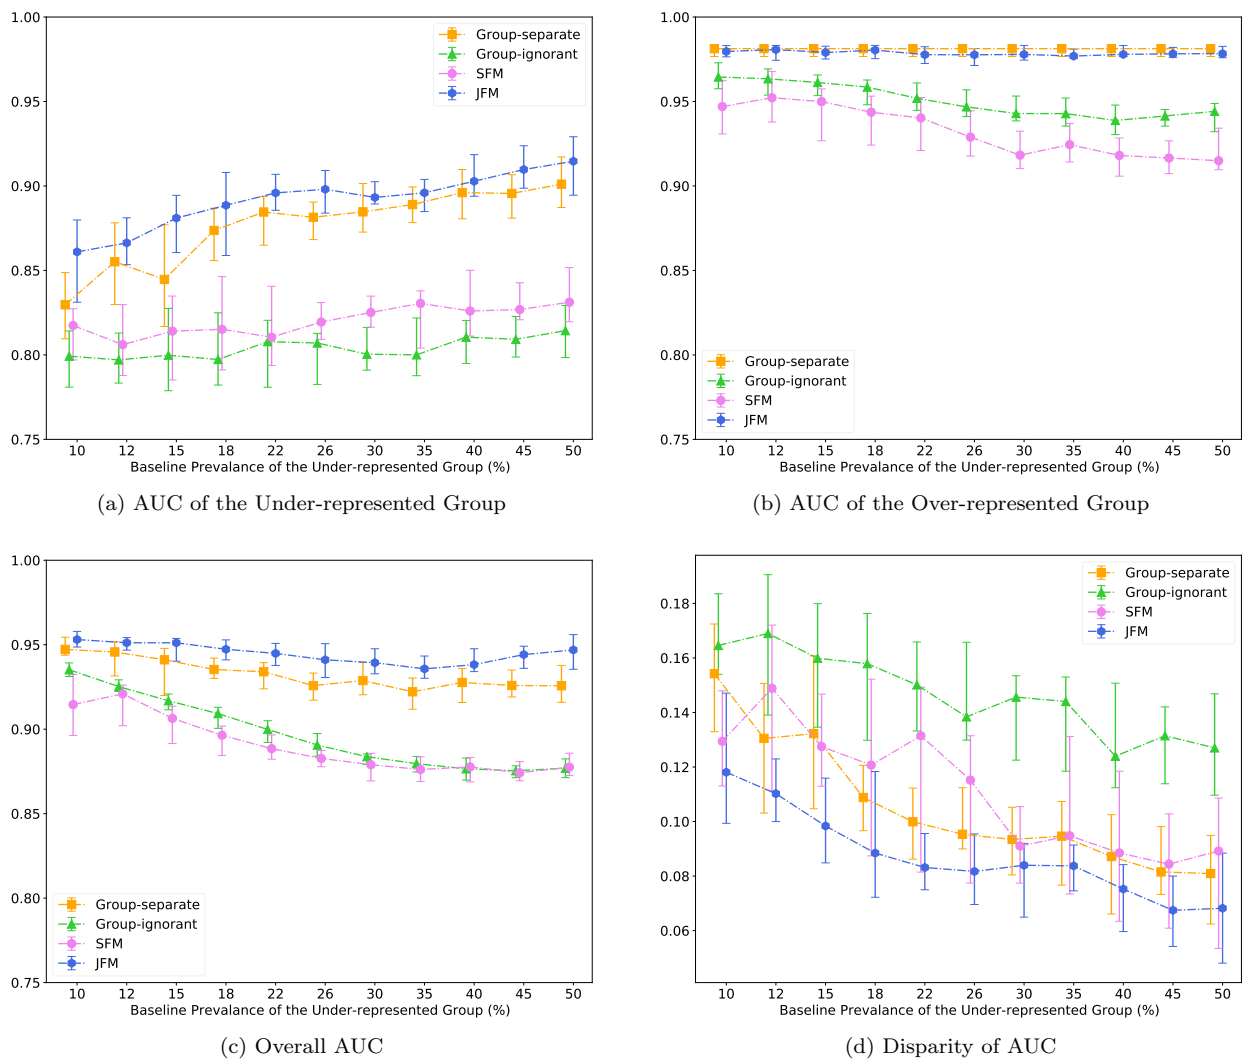 1.00
0.95
0.90
0.85
0.80
0.75
Group-separate
Group-ignorant
SFM
JFM
10 12 15 18 22 26 30 35 40 45 50
Baseline Prevalance of the Under-represented Group (%)
(a) AUC of the Under-represented Group
1.00
0.95
0.90
0.85
0.80
0.75
Group-separate
Group-ignorant
SFM
JFM
10 12 15 18 22 26 30 35 40 45 50
Baseline Prevalance of the Under-represented Group (%)
(b) AUC of the Over-represented Group
1.00
0.95
0.90
0.85
0.80
0.75
Group-separate
Group-ignorant
SFM
JFM
10 12 15 18 22 26 30 35 40 45 50
Baseline Prevalance of the Under-represented Group (%)
(c) Overall AUC
0.18
0.16
0.14
0.12
0.10
0.08
0.06
Group-separate
Group-ignorant
SFM
JFM
10 12 15 18 22 26 30 35 40 45 50
Baseline Prevalance of the Under-represented Group (%)
(d) Disparity of AUC